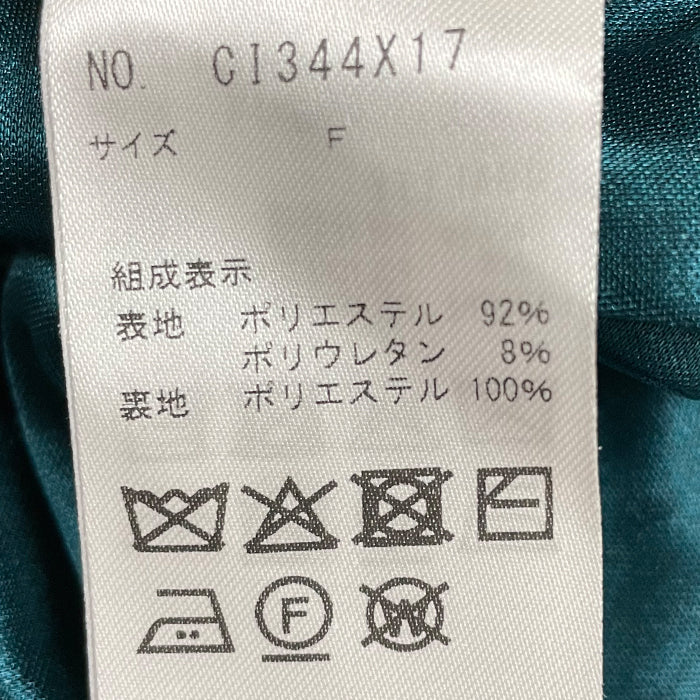 NO. CI344X17
サイズ F
組成表示
表地 ポリエステル 92%
ポリウレタン 8%
裏地 ポリエステル 100%
F
W